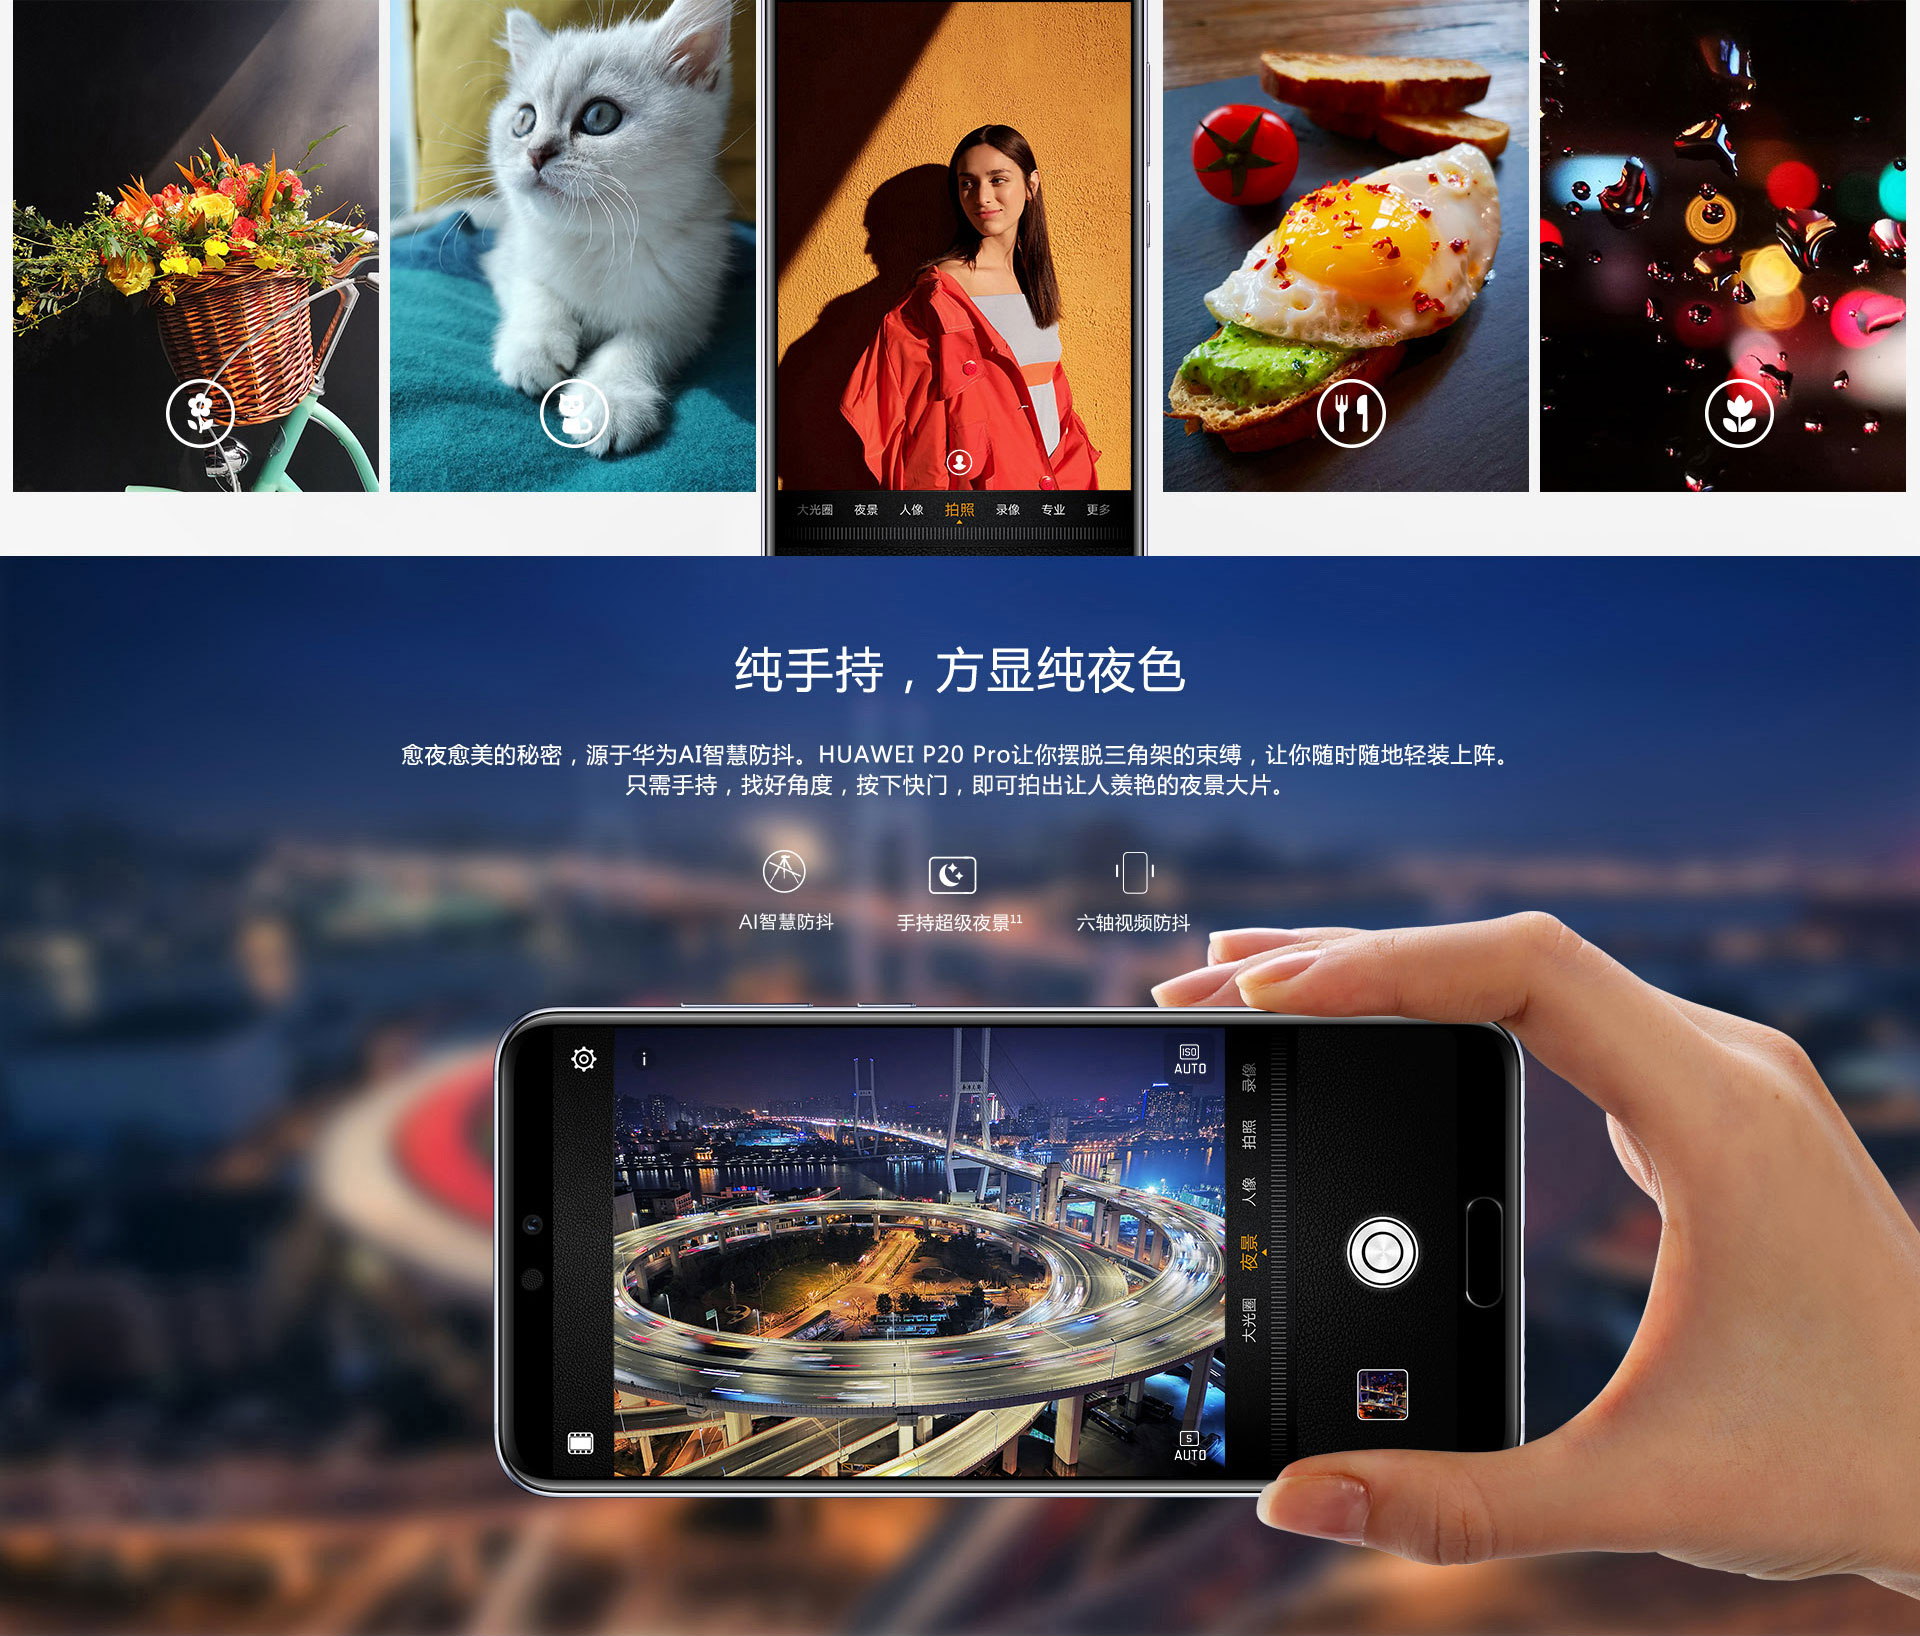 大光圈 夜景 人像 拍照 录像 专业 更多
纯手持，方显纯夜色
愈夜愈美的秘密，源于华为AI智慧防抖。HUAWEI P20 Pro让你摆脱三角架的束缚，让你随时随地轻装上阵。
只需手持，找好角度，按下快门，即可拍出让人羡艳的夜景大片。
AI智慧防抖
手持超级夜景11
六轴视频防抖
i
ISO
AUTO
录像
拍照
人像
夜景
大光圈
S
AUTO